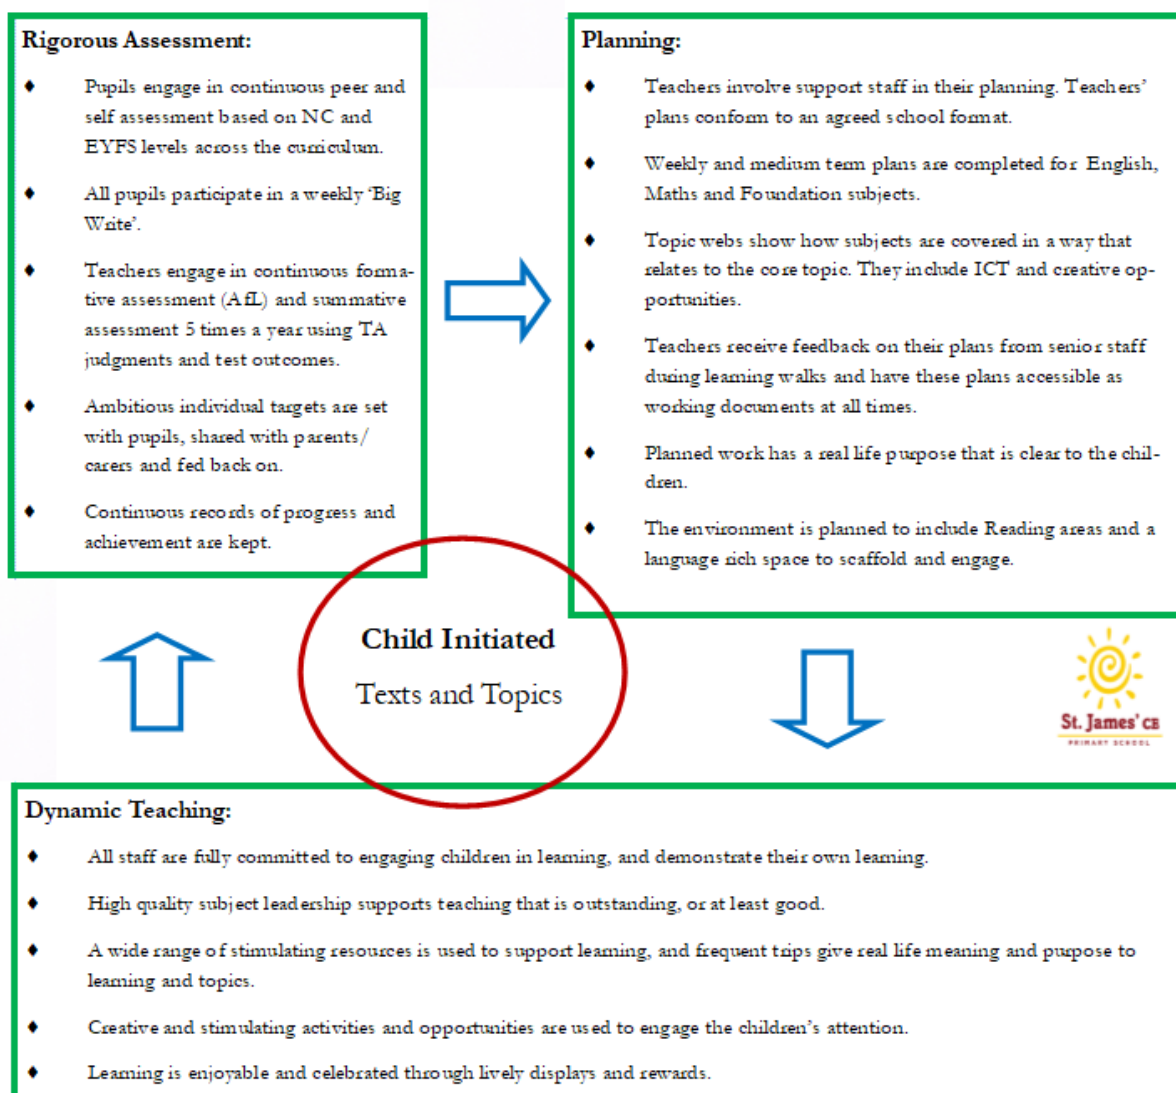 Rigorous Assessment:
♦ Pupils engage in continuous peer and
self assessment based on NC and
EYFS levels across the curriculum.
♦ All pupils participate in a weekly ‘Big
Write’.
♦ Teachers engage in continuous forma-
tive assessment (AfL) and summative
assessment 5 times a year using TA
judgments and test outcomes.
♦ Ambitious individual targets are set
with pupils, shared with parents/
carers and fed back on.
♦ Continuous records of progress and
achievement are kept.
Planning:
♦ Teachers involve support staff in their planning. Teachers’
plans conform to an agreed school format.
♦ Weekly and medium term plans are completed for English,
Maths and Foundation subjects.
♦ Topic webs show how subjects are covered in a way that
relates to the core topic. They include ICT and creative op-
portunities.
♦ Teachers receive feedback on their plans from senior staff
during learning walks and have these plans accessible as
working documents at all times.
♦ Planned work has a real life purpose that is clear to the chil-
dren.
♦ The environment is planned to include Reading areas and a
language rich space to scaffold and engage.
Child Initiated
Texts and Topics
St. James’ CE
PRIMARY SCHOOL
Dynamic Teaching:
♦ All staff are fully committed to engaging children in learning, and demonstrate their own learning.
♦ High quality subject leadership supports teaching that is outstanding, or at least good.
♦ A wide range of stimulating resources is used to support learning, and frequent trips give real life meaning and purpose to
learning and topics.
♦ Creative and stimulating activities and opportunities are used to engage the children’s attention.
♦ Learning is enjoyable and celebrated through lively displays and rewards.